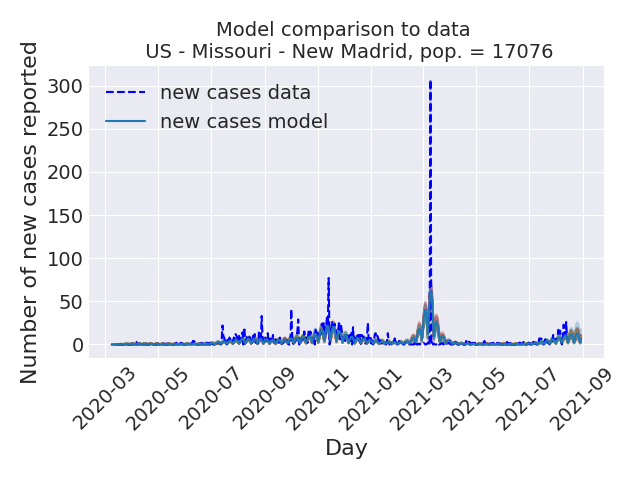 Model comparison to data
US - Missouri - New Madrid, pop. = 17076
Number of new cases reported
300
250
200
150
100
50
0
new cases data
new cases model
2020-03
2020-05
2020-07
2020-09
2020-11
2021-01
2021-03
2021-05
2021-07
2021-09
Day